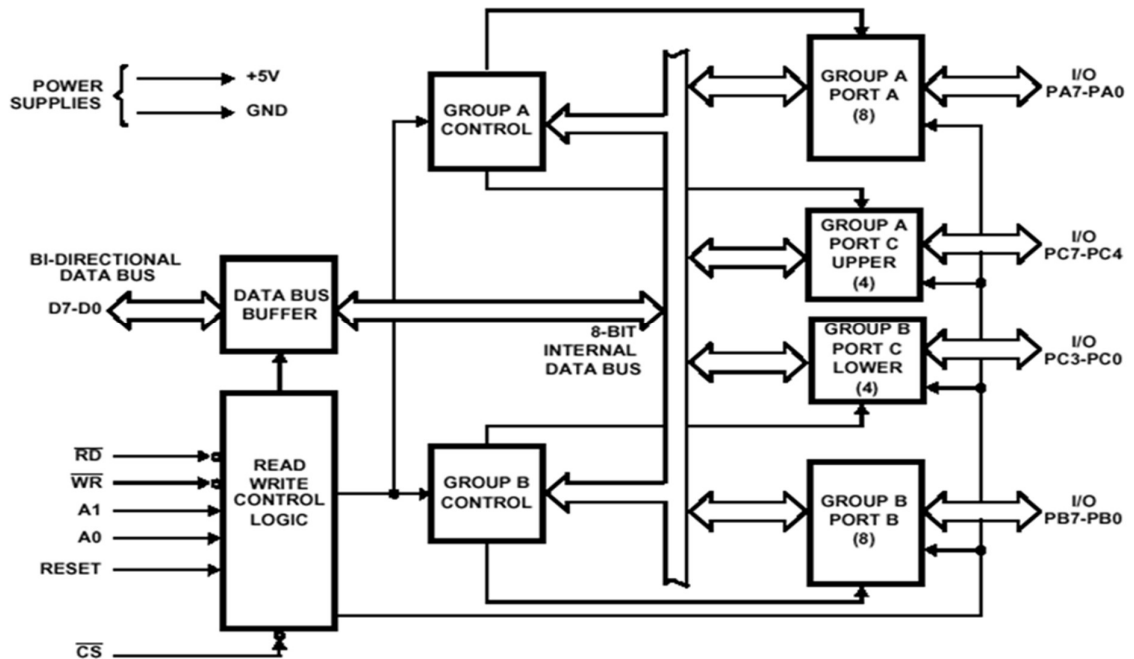 POWER
SUPPLIES
+5V
GND
GROUP A
CONTROL
GROUP A
PORT A
(8)
I/O
PA7-PA0
GROUP A
PORT C
UPPER
(4)
I/O
PC7-PC4
BI-DIRECTIONAL
DATA BUS
D7-D0
DATA BUS
BUFFER
8-BIT
INTERNAL
DATA BUS
GROUP B
PORT C
LOWER
(4)
I/O
PC3-PC0
RD
WR
A1
A0
RESET
CS
READ
WRITE
CONTROL
LOGIC
GROUP B
CONTROL
GROUP B
PORT B
(8)
I/O
PB7-PB0